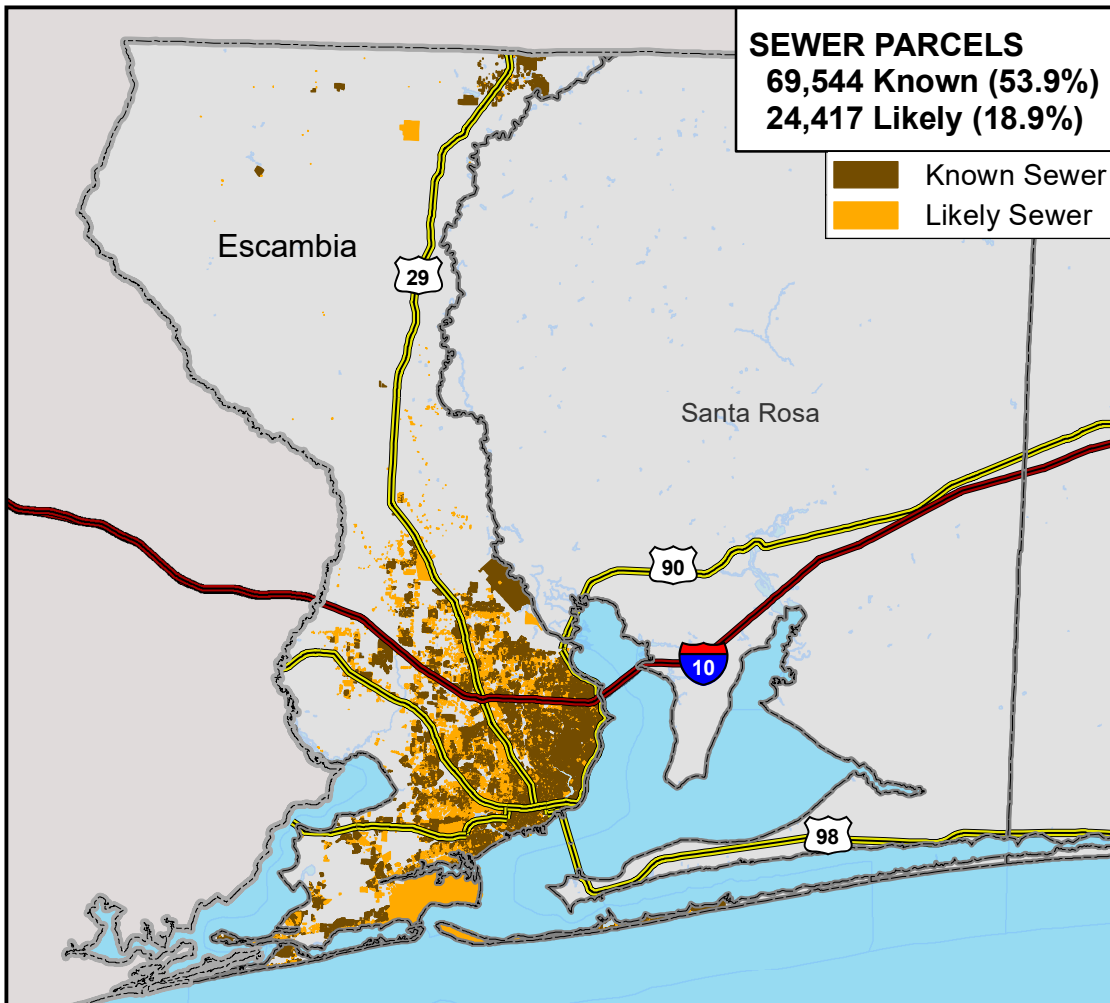 SEWER PARCELS
69,544 Known (53.9%)
24,417 Likely (18.9%)
Known Sewer
Likely Sewer
Escambia
29
Santa Rosa
90
10
98